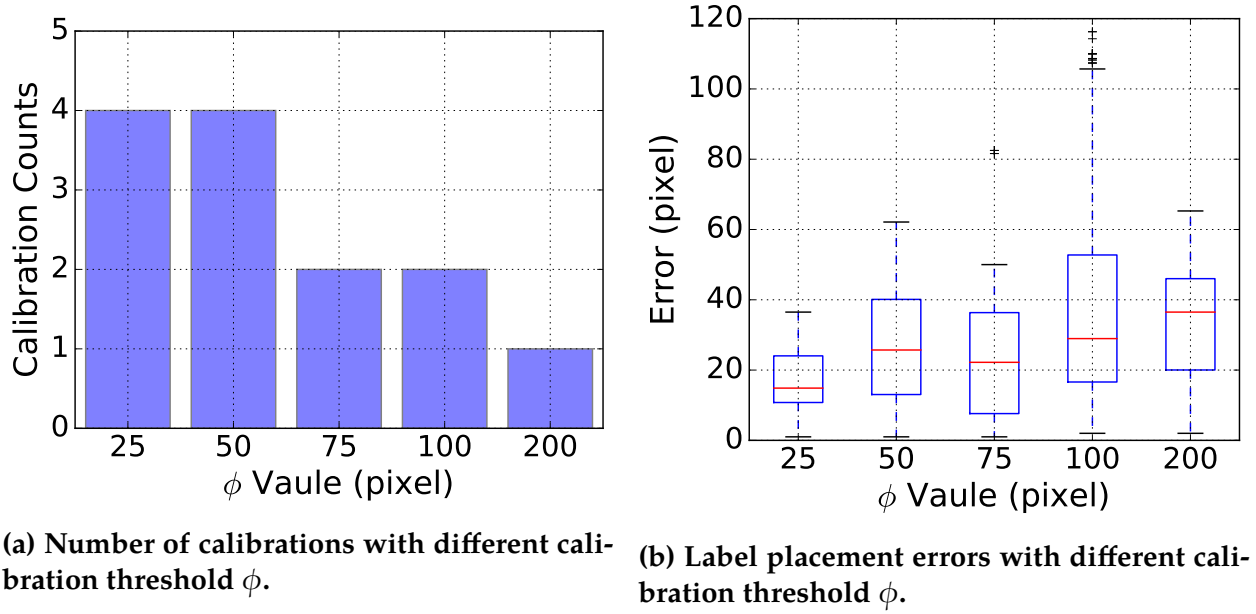 5
4
3
2
1
0
Calibration Counts
25 50 75 100 200
ϕ Vaule (pixel)
(a) Number of calibrations with different cali-
bration threshold ϕ.
120
100
80
60
40
20
0
Error (pixel)
25 50 75 100 200
ϕ Vaule (pixel)
(b) Label placement errors with different cali-
bration threshold ϕ.